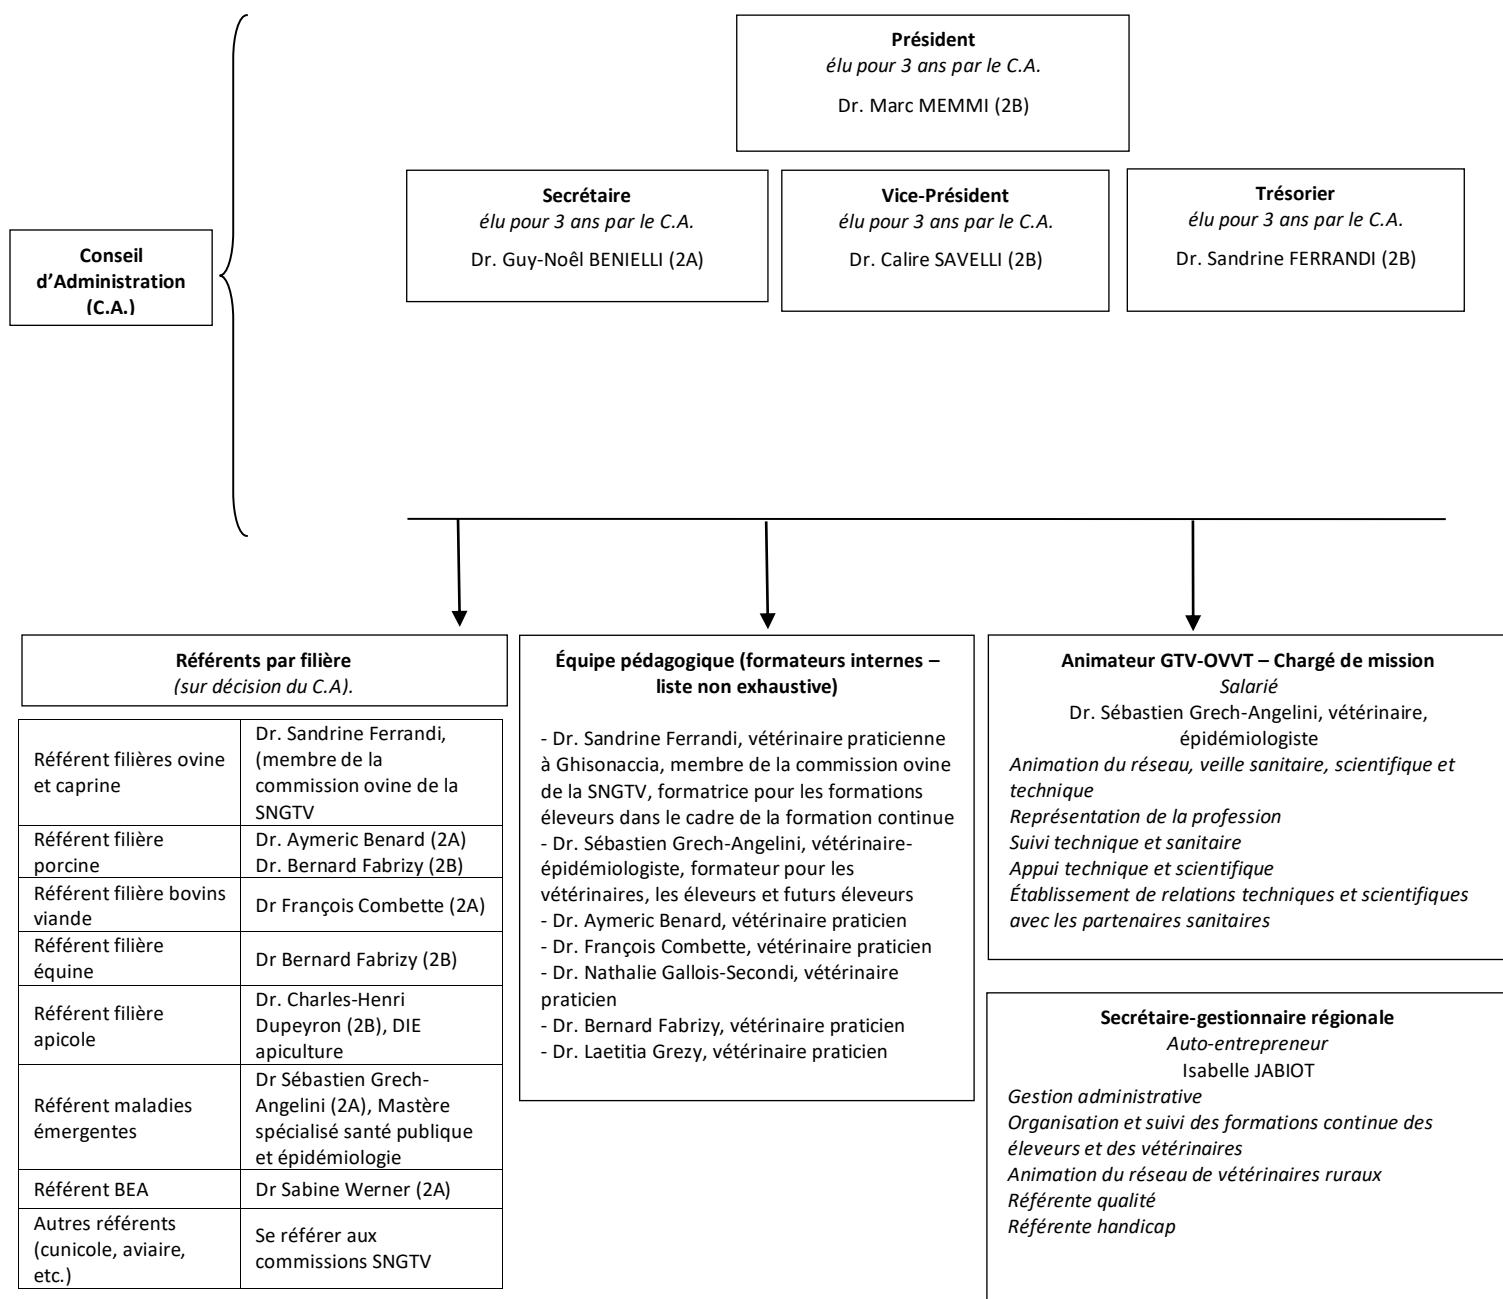 Président
élu pour 3 ans par le C.A.
Dr. Marc MEMMI (2B)
Secrétaire
élu pour 3 ans par le C.A.
Dr. Guy-Noêl BENIELLI (2A)
Vice-Président
élu pour 3 ans par le C.A.
Dr. Calire SAVELLI (2B)
Trésorier
élu pour 3 ans par le C.A.
Dr. Sandrine FERRANDI (2B)
Conseil
d’Administration
(C.A.)
Référents par filière
(sur décision du C.A).
Référent filières ovine
et caprine
Dr. Sandrine Ferrandi,
(membre de la
commission ovine de la
SNGTV
Référent filière
porcine
Dr. Aymeric Benard (2A)
Dr. Bernard Fabrizy (2B)
Référent filière bovins
viande
Dr François Combette (2A)
Référent filière
équine
Dr Bernard Fabrizy (2B)
Référent filière
apicole
Dr. Charles-Henri
Dupeyron (2B), DIE
apiculture
Référent maladies
émergentes
Dr Sébastien Grech-
Angelini (2A), Mastère
spécialisé santé publique
et épidémiologie
Référent BEA
Dr Sabine Werner (2A)
Autres référents
(cunicole, aviaire,
etc.)
Se référer aux
commissions SNGTV
Équipe pédagogique (formateurs internes –
liste non exhaustive)
- Dr. Sandrine Ferrandi, vétérinaire praticienne
à Ghisonaccia, membre de la commission ovine
de la SNGTV, formatrice pour les formations
éleveurs dans le cadre de la formation continue
- Dr. Sébastien Grech-Angelini, vétérinaire-
épidémiologiste, formateur pour les
vétérinaires, les éleveurs et futurs éleveurs
- Dr. Aymeric Benard, vétérinaire praticien
- Dr. François Combette, vétérinaire praticien
- Dr. Nathalie Gallois-Secondi, vétérinaire
praticien
- Dr. Bernard Fabrizy, vétérinaire praticien
- Dr. Laetitia Grezy, vétérinaire praticien
Animateur GTV-OVVT – Chargé de mission
Salarié
Dr. Sébastien Grech-Angelini, vétérinaire,
épidémiologiste
Animation du réseau, veille sanitaire, scientifique et
technique
Représentation de la profession
Suivi technique et sanitaire
Appui technique et scientifique
Établissement de relations techniques et scientifiques
avec les partenaires sanitaires
Secrétaire-gestionnaire régionale
Auto-entrepreneur
Isabelle JABIOT
Gestion administrative
Organisation et suivi des formations continue des
éleveurs et des vétérinaires
Animation du réseau de vétérinaires ruraux
Référente qualité
Référente handicap